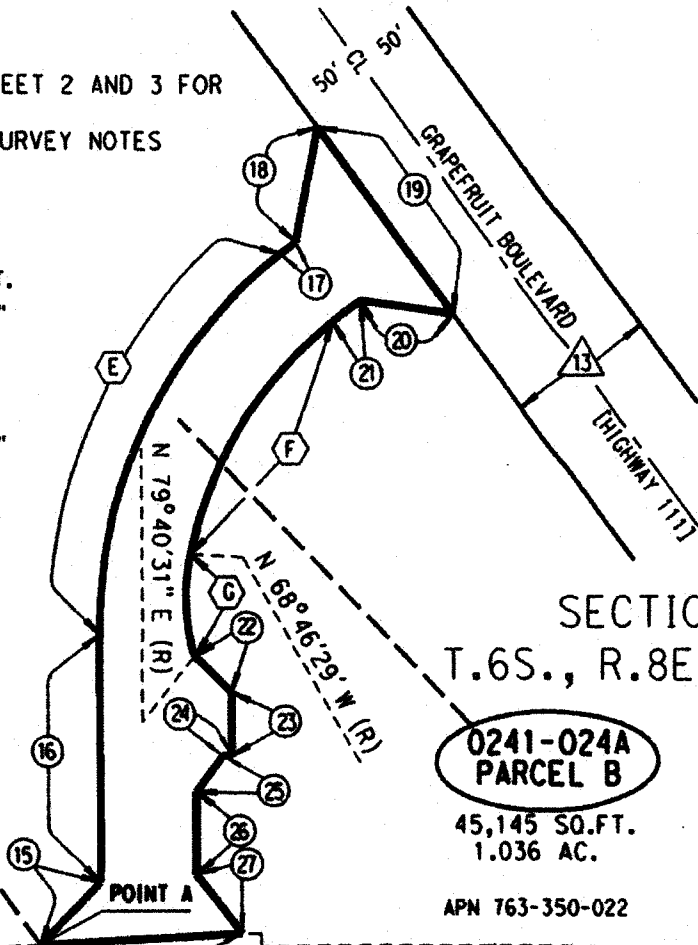 EET 2 AND 3 FOR
URVEY NOTES
T.
"
"
50' CL 50'
GRAPEFRUIT BOULEVARD
13
[HIGHWAY 111]
18
19
17
20
21
E
F
N 79°40'31" E (R)
N 68°46'29' W (R)
G
22
23
24
25
16
26
27
15
POINT A
SECTIO
T.6S., R.8E
0241-024A
PARCEL B
45,145 SQ.FT.
1.036 AC.
APN 763-350-022